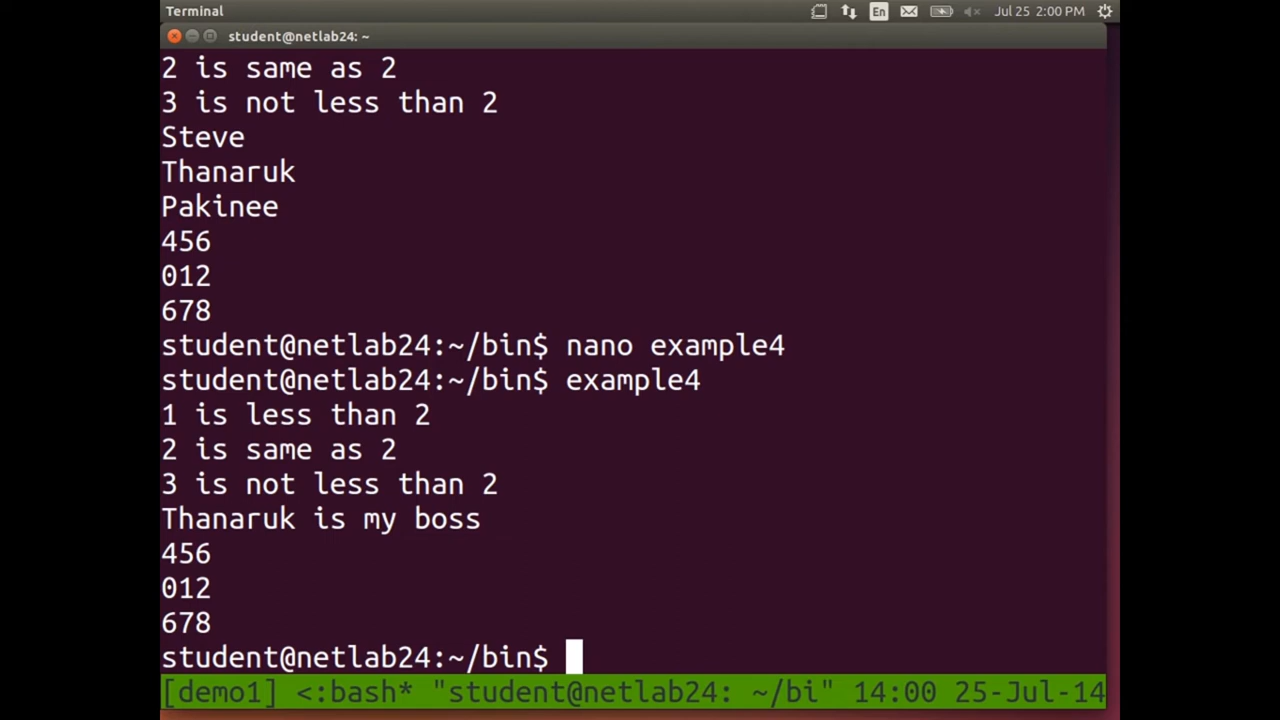 Terminal
En
Jul 25 2:00 PM
student@netlab24: ~
2 is same as 2
3 is not less than 2
Steve
Thanaruk
Pakinee
456
012
678
student@netlab24:~/bin$ nano example4
student@netlab24:~/bin$ example4
1 is less than 2
2 is same as 2
3 is not less than 2
Thanaruk is my boss
456
012
678
student@netlab24:~/bin$
[demo1] <:bash* "student@netlab24: ~/bi" 14:00 25-Jul-14